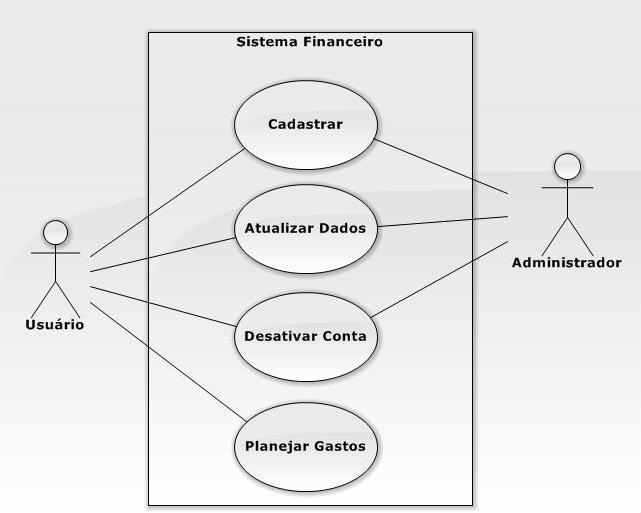 Sistema Financeiro
Cadastrar
Atualizar Dados
Administrador
Usuário
Desativar Conta
Planejar Gastos